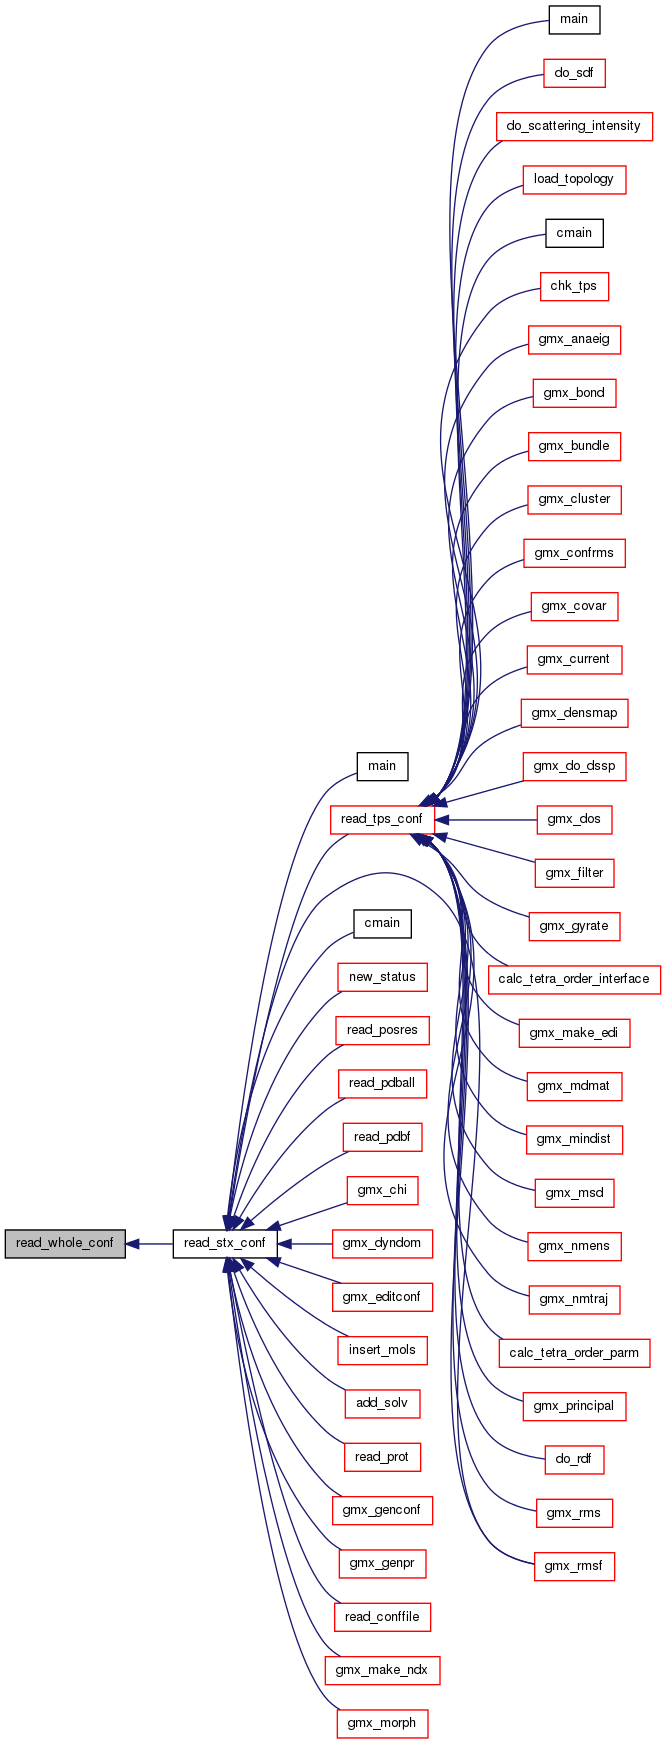 main
do_sdf
do_scattering_intensity
load_topology
cmain
chk_tps
gmx_anaeig
gmx_bond
gmx_bundle
gmx_cluster
gmx_confrms
gmx_covar
gmx_current
gmx_densmap
main
gmx_do_dssp
read_tps_conf
gmx_dos
gmx_filter
cmain
gmx_gyrate
new_status
calc_tetra_order_interface
read_posres
gmx_make_edi
read_pdball
gmx_mdmat
read_pdbf
gmx_mindist
gmx_chi
gmx_msd
read_whole_conf
read_stx_conf
gmx_dyndom
gmx_nmens
gmx_editconf
gmx_nmtraj
insert_mols
calc_tetra_order_parm
add_solv
gmx_principal
read_prot
do_rdf
gmx_genconf
gmx_rms
gmx_genpr
gmx_rmsf
read_conffile
gmx_make_ndx
gmx_morph